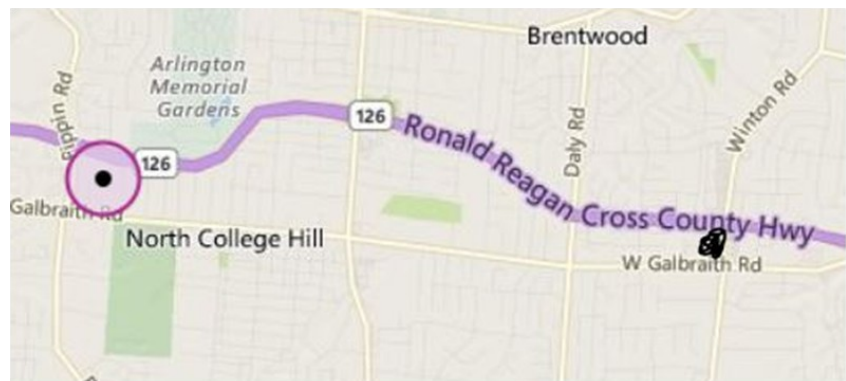 Brentwood
Arlington
Memorial
Gardens
Pippin Rd
126
Ronald Reagan Cross County Hwy
Daly Rd
Winton Rd
126
Galbraith Rd
North College Hill
W Galbraith Rd